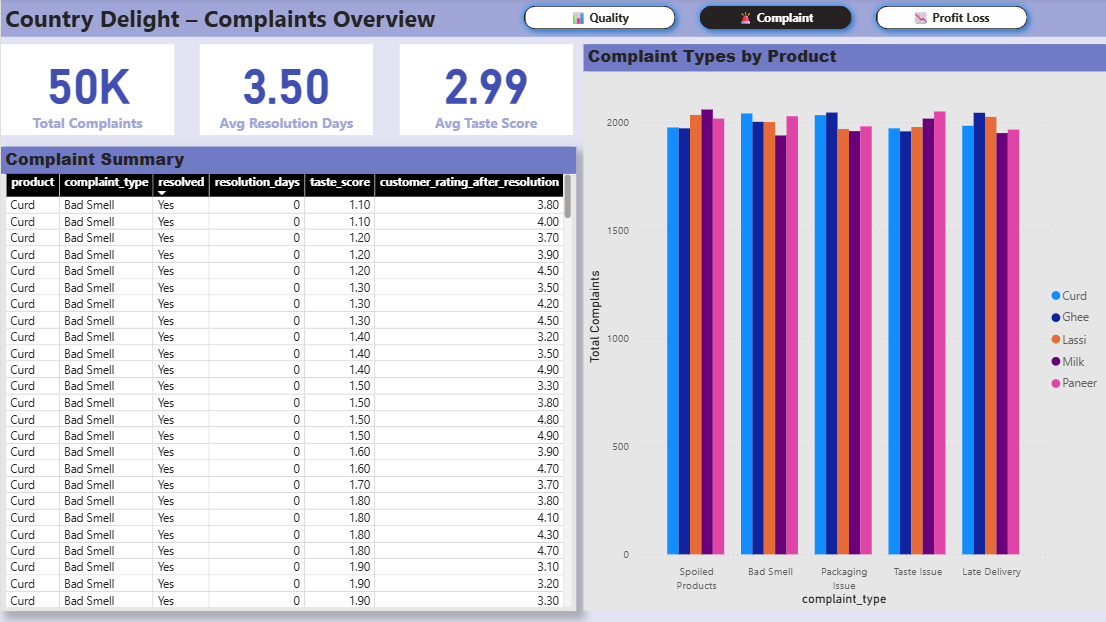 Country Delight – Complaints Overview
Quality
Complaint
Profit Loss
50K
Total Complaints
3.50
Avg Resolution Days
2.99
Avg Taste Score
Complaint Summary
product complaint_type resolved resolution_days taste_score customer_rating_after_resolution
Curd Bad Smell Yes 0 1.10 3.80
Curd Bad Smell Yes 0 1.10 4.00
Curd Bad Smell Yes 0 1.20 3.70
Curd Bad Smell Yes 0 1.20 3.90
Curd Bad Smell Yes 0 1.20 4.50
Curd Bad Smell Yes 0 1.30 3.50
Curd Bad Smell Yes 0 1.30 4.20
Curd Bad Smell Yes 0 1.30 4.50
Curd Bad Smell Yes 0 1.40 3.20
Curd Bad Smell Yes 0 1.40 3.50
Curd Bad Smell Yes 0 1.40 4.90
Curd Bad Smell Yes 0 1.50 3.30
Curd Bad Smell Yes 0 1.50 3.80
Curd Bad Smell Yes 0 1.50 4.80
Curd Bad Smell Yes 0 1.50 4.90
Curd Bad Smell Yes 0 1.60 3.90
Curd Bad Smell Yes 0 1.60 4.70
Curd Bad Smell Yes 0 1.70 3.70
Curd Bad Smell Yes 0 1.80 3.80
Curd Bad Smell Yes 0 1.80 4.10
Curd Bad Smell Yes 0 1.80 4.30
Curd Bad Smell Yes 0 1.80 4.70
Curd Bad Smell Yes 0 1.90 3.10
Curd Bad Smell Yes 0 1.90 3.20
Curd Bad Smell Yes 0 1.90 3.30
Complaint Types by Product
Total Complaints
2000
1500
1000
500
0
Spoiled
Products
Bad Smell
Packaging
Issue
Taste Issue
Late Delivery
complaint_type
Curd
Ghee
Lassi
Milk
Paneer